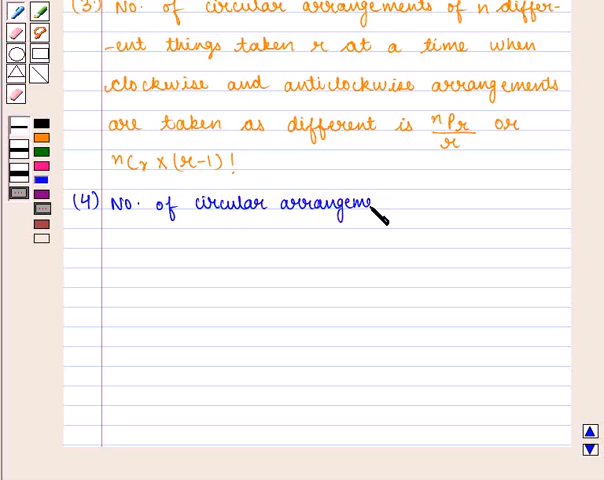 (3.) No. of circular arrangements of n differ-
-ent things taken r at a time when
clockwise and anticlockwise arrangements
are taken as different is nPr/r or
nCr × (r-1)!
(4) No. of circular arrangeme